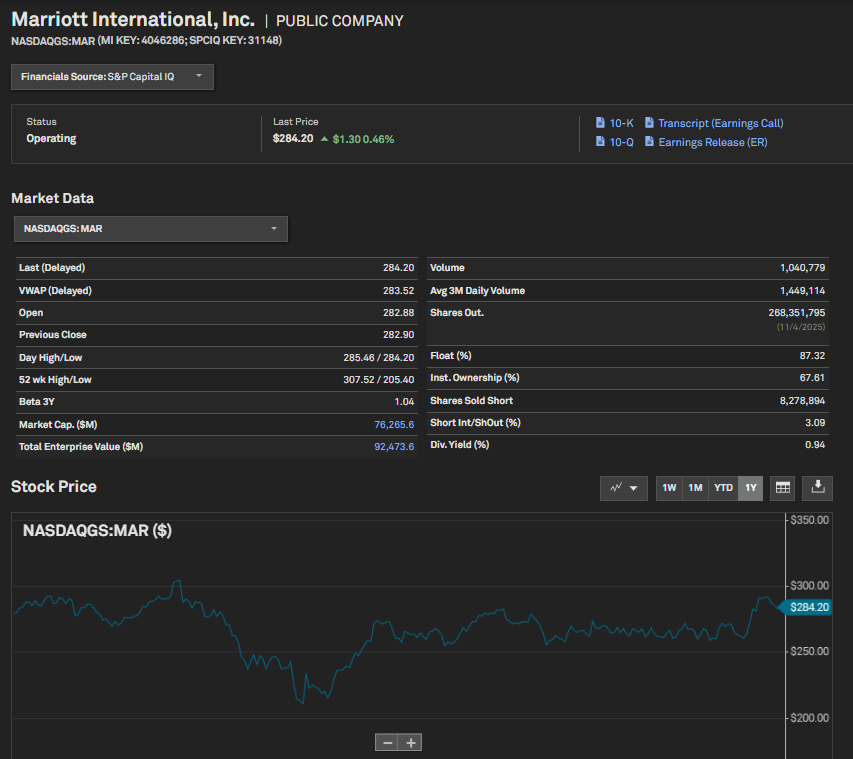 Marriott International, Inc. | PUBLIC COMPANY
NASDAQGS:MAR (MI KEY: 4046286; SPCIQ KEY: 31148)
Financials Source: S&P Capital IQ
Status
Operating
Last Price
$284.20 ▲ $1.30 0.46%
10-K Transcript (Earnings Call)
10-Q Earnings Release (ER)
Market Data
NASDAQGS:MAR
Last (Delayed) 284.20
VWAP (Delayed) 283.52
Open 282.88
Previous Close 282.90
Day High/Low 285.46 / 284.20
52 wk High/Low 307.52 / 205.40
Beta 3Y 1.04
Market Cap. ($M) 76,265.6
Total Enterprise Value ($M) 92,473.6
Volume 1,040,779
Avg 3M Daily Volume 1,449,114
Shares Out. 268,351,795
(11/4/2025)
Float (%) 87.32
Inst. Ownership (%) 67.61
Shares Sold Short 8,278,894
Short Int/ShOut (%) 3.09
Div. Yield (%) 0.94
Stock Price
1W 1M YTD 1Y
NASDAQGS:MAR ($)
$350.00
$300.00
$284.20
$250.00
$200.00
− +